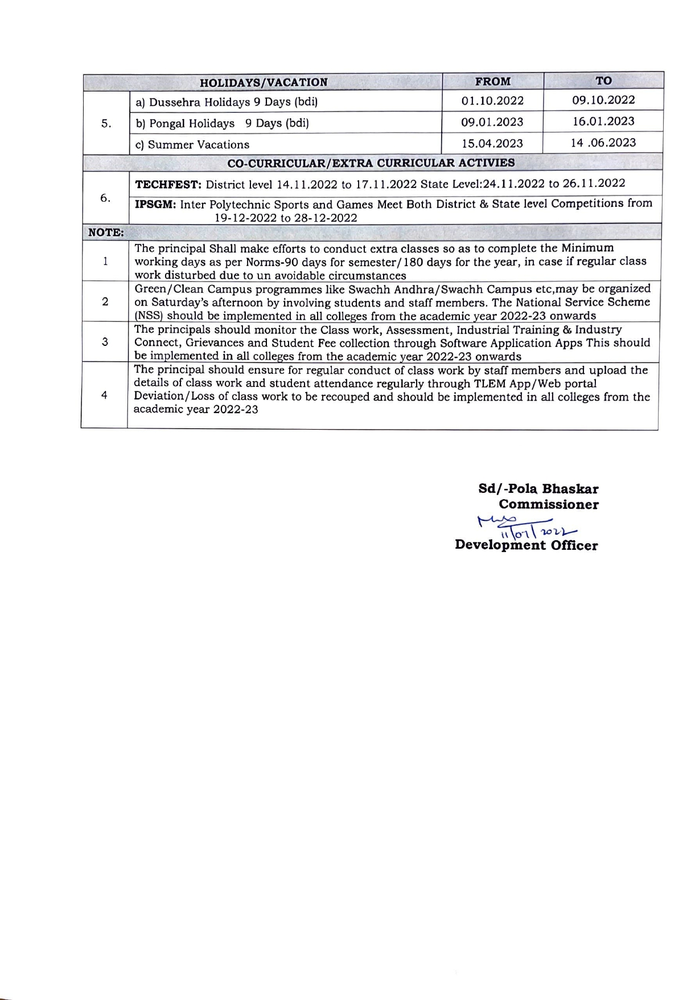 HOLIDAYS/VACATION FROM TO
5.
a) Dussehra Holidays 9 Days (bdi) 01.10.2022 09.10.2022
b) Pongal Holidays 9 Days (bdi) 09.01.2023 16.01.2023
c) Summer Vacations 15.04.2023 14 .06.2023
CO-CURRICULAR/EXTRA CURRICULAR ACTIVIES
6.
TECHFEST: District level 14.11.2022 to 17.11.2022 State Level:24.11.2022 to 26.11.2022
IPSGM: Inter Polytechnic Sports and Games Meet Both District & State level Competitions from
19-12-2022 to 28-12-2022
NOTE:
1
The principal Shall make efforts to conduct extra classes so as to complete the Minimum
working days as per Norms-90 days for semester/180 days for the year, in case if regular class
work disturbed due to un avoidable circumstances
2
Green/Clean Campus programmes like Swachh Andhra/Swachh Campus etc,may be organized
on Saturday's afternoon by involving students and staff members. The National Service Scheme
(NSS) should be implemented in all colleges from the academic year 2022-23 onwards
3
The principals should monitor the Class work, Assessment, Industrial Training & Industry
Connect, Grievances and Student Fee collection through Software Application Apps This should
be implemented in all colleges from the academic year 2022-23 onwards
4
The principal should ensure for regular conduct of class work by staff members and upload the
details of class work and student attendance regularly through TLEM App/Web portal
Deviation/Loss of class work to be recouped and should be implemented in all colleges from the
academic year 2022-23
Sd/-Pola Bhaskar
Commissioner
11/07/2022
Development Officer